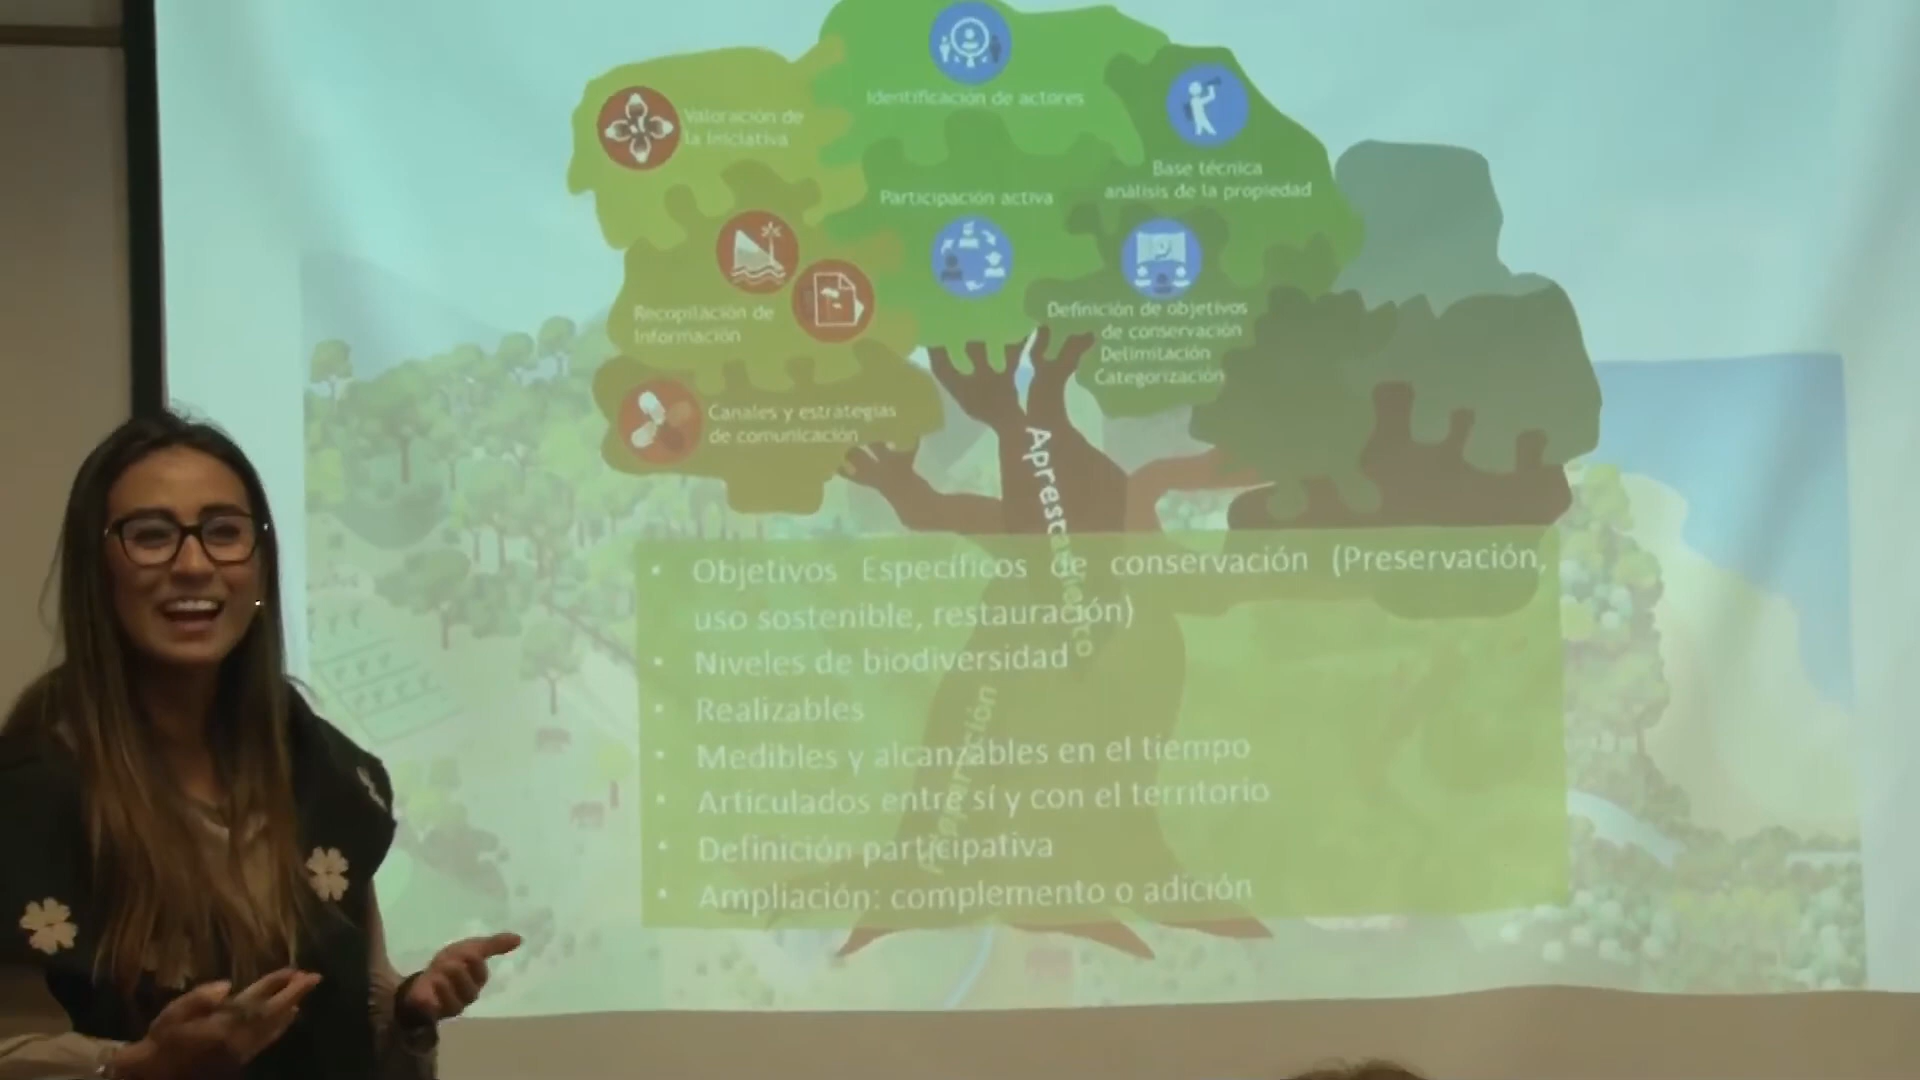 Identificación de actores
Valoración de
la Iniciativa
Base técnica
análisis de la propiedad
Participación activa
Recopilación de
Información
Definición de objetivos
de conservación
Delimitación
Categorización
Canales y estrategias
de comunicación
Aprestamiento
Preparación
• Objetivos Específicos de conservación (Preservación,
uso sostenible, restauración)
• Niveles de biodiversidad
• Realizables
• Medibles y alcanzables en el tiempo
• Articulados entre sí y con el territorio
• Definición participativa
• Ampliación: complemento o adición